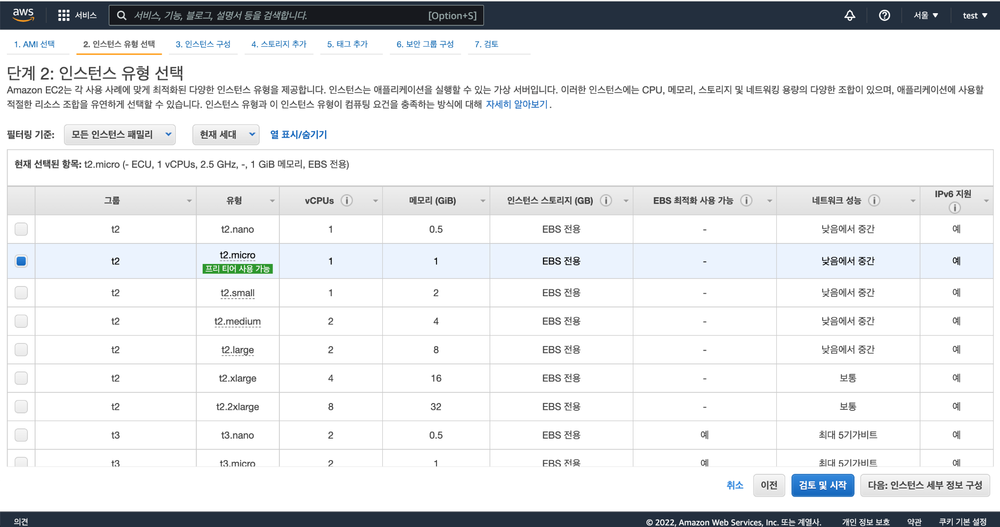 aws 서비스 서비스, 기능, 블로그, 설명서 등을 검색합니다. [Option+S] 서울 ▼ test ▼
1. AMI 선택 2. 인스턴스 유형 선택 3. 인스턴스 구성 4. 스토리지 추가 5. 태그 추가 6. 보안 그룹 구성 7. 검토
단계 2: 인스턴스 유형 선택
Amazon EC2는 각 사용 사례에 맞게 최적화된 다양한 인스턴스 유형을 제공합니다. 인스턴스는 애플리케이션을 실행할 수 있는 가상 서버입니다. 이러한 인스턴스에는 CPU, 메모리, 스토리지 및 네트워킹 용량의 다양한 조합이 있으며, 애플리케이션에 사용할
적절한 리소스 조합을 유연하게 선택할 수 있습니다. 인스턴스 유형과 이 인스턴스 유형이 컴퓨팅 요건을 충족하는 방식에 대해 자세히 알아보기.
필터링 기준: 모든 인스턴스 패밀리 현재 세대 열 표시/숨기기
현재 선택된 항목: t2.micro (- ECU, 1 vCPUs, 2.5 GHz, -, 1 GiB 메모리, EBS 전용)
그룹 유형 vCPUs i 메모리 (GiB) 인스턴스 스토리지 (GB) i EBS 최적화 사용 가능 i 네트워크 성능 i IPv6 지원 i
t2 t2.nano 1 0.5 EBS 전용 - 낮음에서 중간 예
t2 t2.micro 프리 티어 사용 가능 1 1 EBS 전용 - 낮음에서 중간 예
t2 t2.small 1 2 EBS 전용 - 낮음에서 중간 예
t2 t2.medium 2 4 EBS 전용 - 낮음에서 중간 예
t2 t2.large 2 8 EBS 전용 - 낮음에서 중간 예
t2 t2.xlarge 4 16 EBS 전용 - 보통 예
t2 t2.2xlarge 8 32 EBS 전용 - 보통 예
t3 t3.nano 2 0.5 EBS 전용 예 최대 5기가비트 예
t3 t3.micro 2 1 EBS 전용 예 최대 5기가비트 예
취소 이전 검토 및 시작 다음: 인스턴스 세부 정보 구성
의견 © 2022, Amazon Web Services, Inc. 또는 계열사. 개인 정보 보호 약관 쿠키 기본 설정